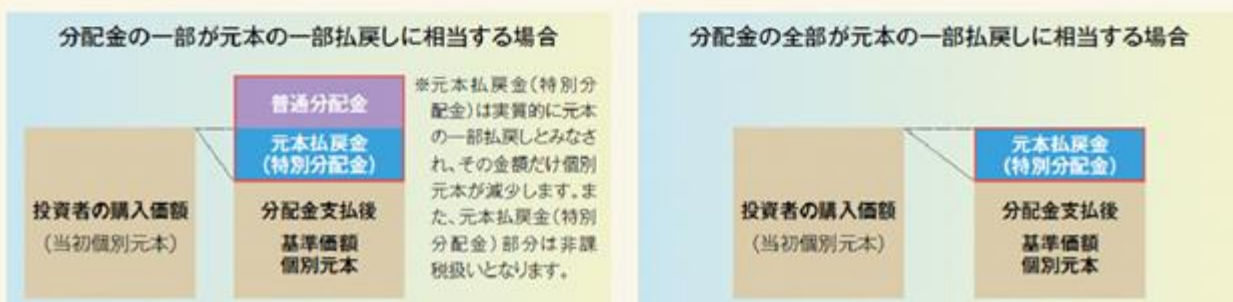 分配金の一部が元本の一部払戻しに相当する場合
普通分配金
元本払戻金
(特別分配金)
投資者の購入価額
(当初個別元本)
分配金支払後
基準価額
個別元本
※元本払戻金(特別分
配金)は実質的に元本
の一部払戻しとみなさ
れ、その金額だけ個別
元本が減少します。ま
た、元本払戻金(特別
分配金)部分は非課
税扱いとなります。
分配金の全部が元本の一部払戻しに相当する場合
元本払戻金
(特別分配金)
投資者の購入価額
(当初個別元本)
分配金支払後
基準価額
個別元本